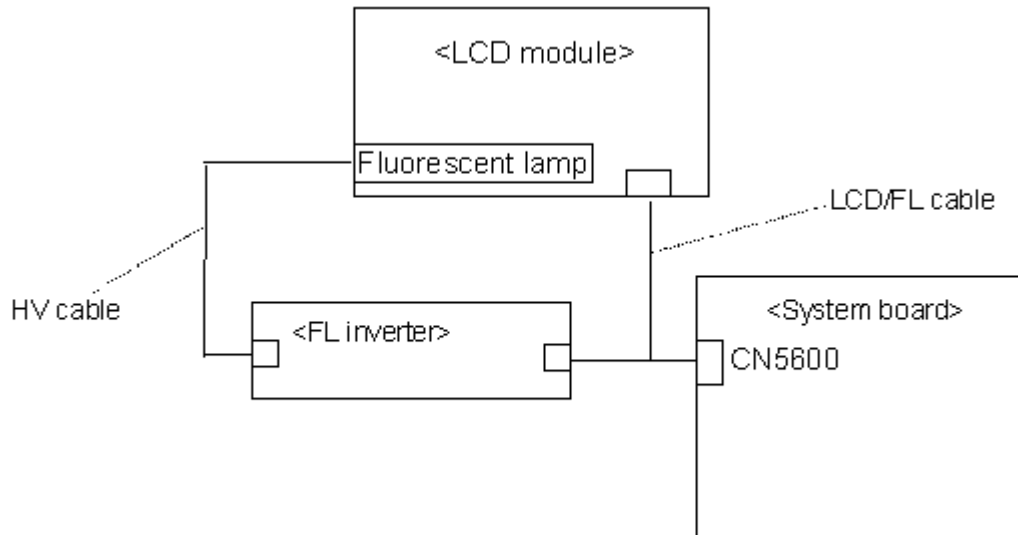 <LCD module>
Fluorescent lamp
LCD/FL cable
HV cable
<FL inverter>
<System board>
CN5600